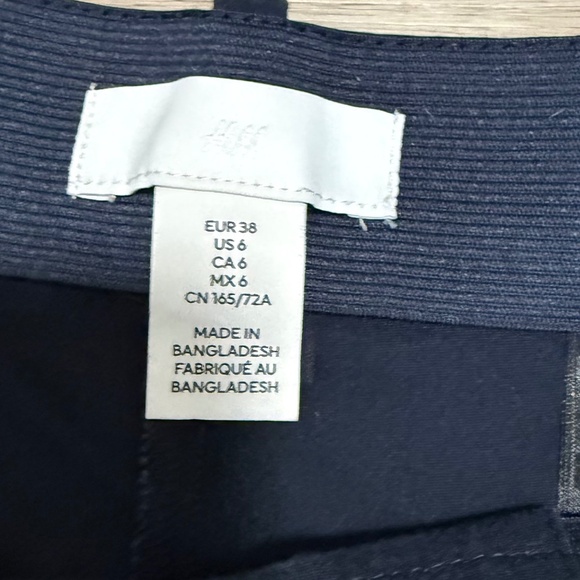 EUR 38
US 6
CA 6
MX 6
CN 165/72A
MADE IN
BANGLADESH
FABRIQUÉ AU
BANGLADESH